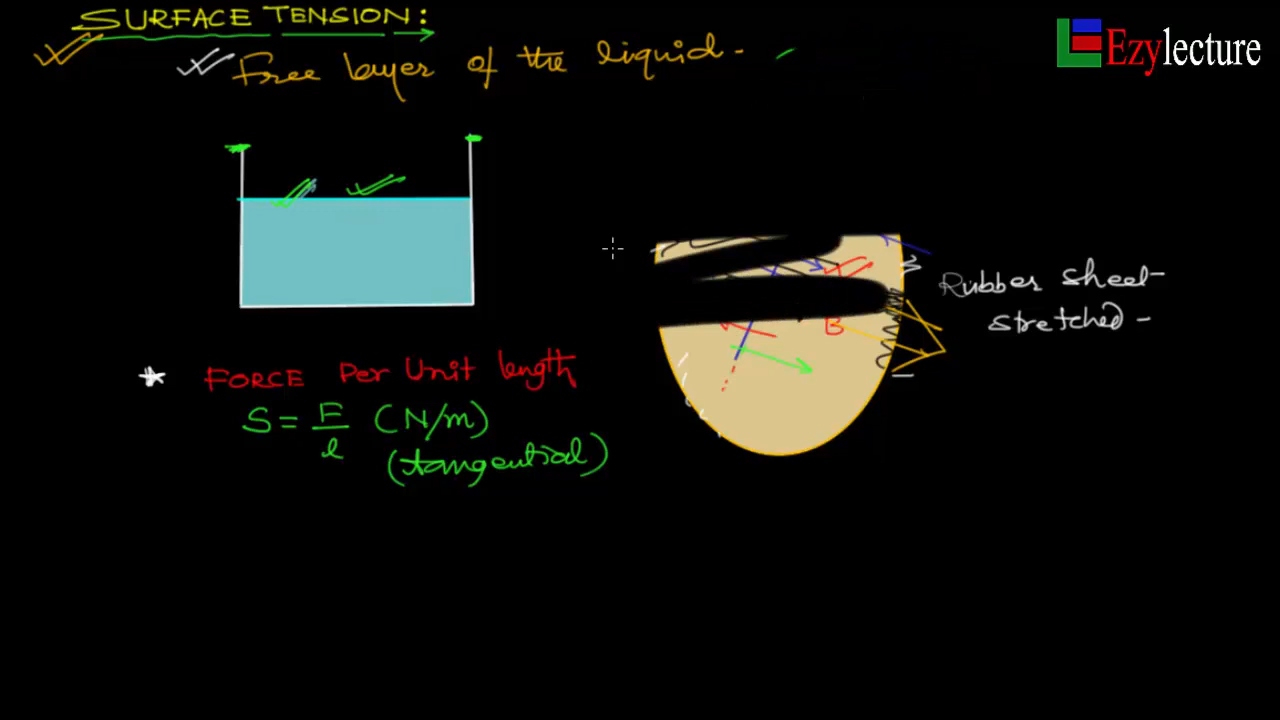 SURFACE TENSION:
Free layer of the liquid-
Ezylecture
Rubber sheet-
stretched-
B
FORCE Per Unit length
S = F/l (N/m)
(tangential)